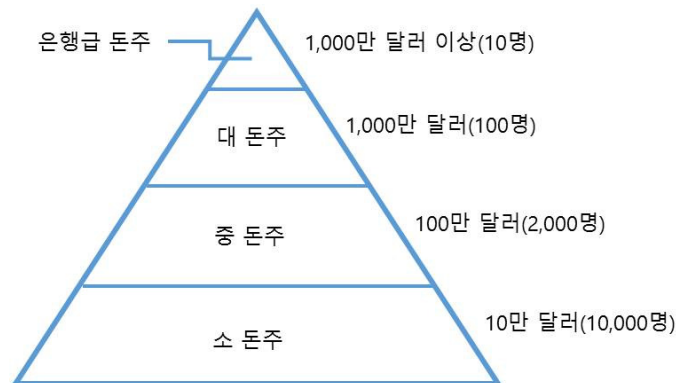 은행급 돈주
1,000만 달러 이상(10명)
대 돈주
1,000만 달러(100명)
중 돈주
100만 달러(2,000명)
소 돈주
10만 달러(10,000명)